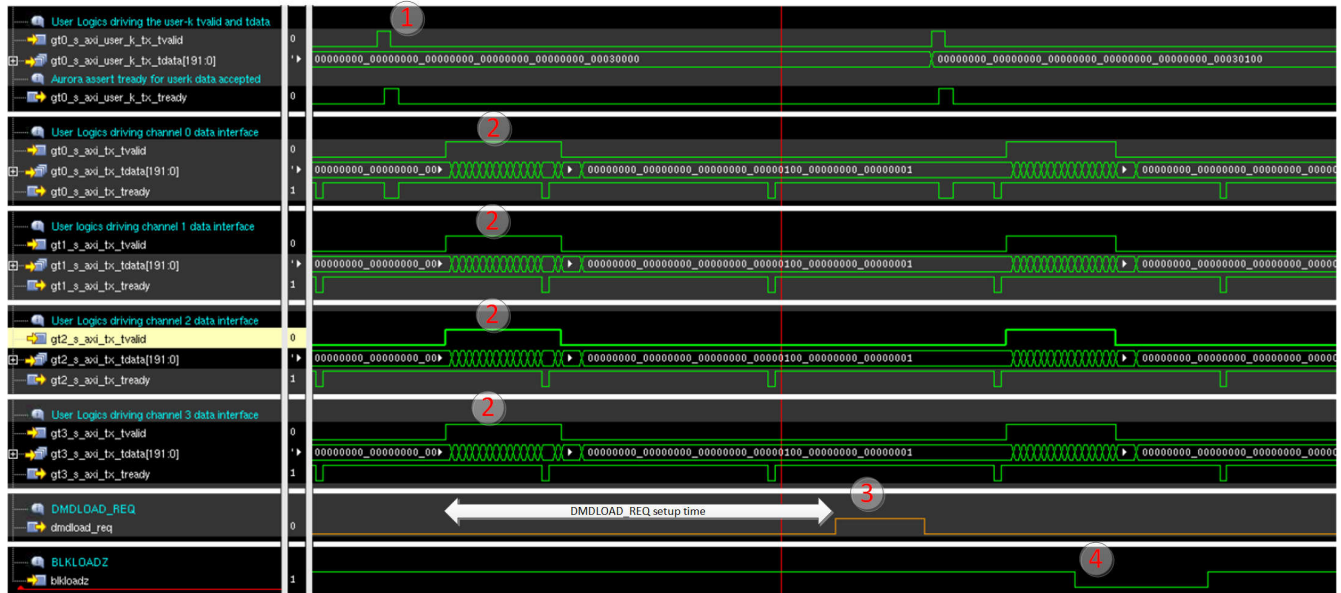 User Logics driving the user-k tvalid and tdata
1
gt0_s_axi_user_k_tx_tvalid 0
gt0_s_axi_user_k_tx_tdata[191:0] 00000000_00000000_00000000_00000000_00000000_00030000 00000000_00000000_00000000_00000000_00000000_00030100
Aurora assert tready for userk data accepted
gt0_s_axi_user_k_tx_tready 0
User Logics driving channel 0 data interface
2
gt0_s_axi_tx_tvalid 0
gt0_s_axi_tx_tdata[191:0] 00000000_00000000_00 00000000_00000000_00000000_00000100_00000000_00000001 00000000_00000000_00000000_00000
gt0_s_axi_tx_tready 1
User logics driving channel 1 data interface
2
gt1_s_axi_tx_tvalid 0
gt1_s_axi_tx_tdata[191:0] 00000000_00000000_00 00000000_00000000_00000000_00000100_00000000_00000001 00000000_00000000_00000000_00000
gt1_s_axi_tx_tready 1
User Logics driving channel 2 data interface
2
gt2_s_axi_tx_tvalid 0
gt2_s_axi_tx_tdata[191:0] 00000000_00000000_00 00000000_00000000_00000000_00000100_00000000_00000001 00000000_00000000_00000000_00000
gt2_s_axi_tx_tready 1
User Logics driving channel 3 data interface
2
gt3_s_axi_tx_tvalid 0
gt3_s_axi_tx_tdata[191:0] 00000000_00000000_00 00000000_00000000_00000000_00000100_00000000_00000001 00000000_00000000_00000000_00000
gt3_s_axi_tx_tready 1
3
DMDLOAD_REQ
DMDLOAD_REQ setup time
dmdload_req 0
BLKLOADZ
4
blkloadz 1